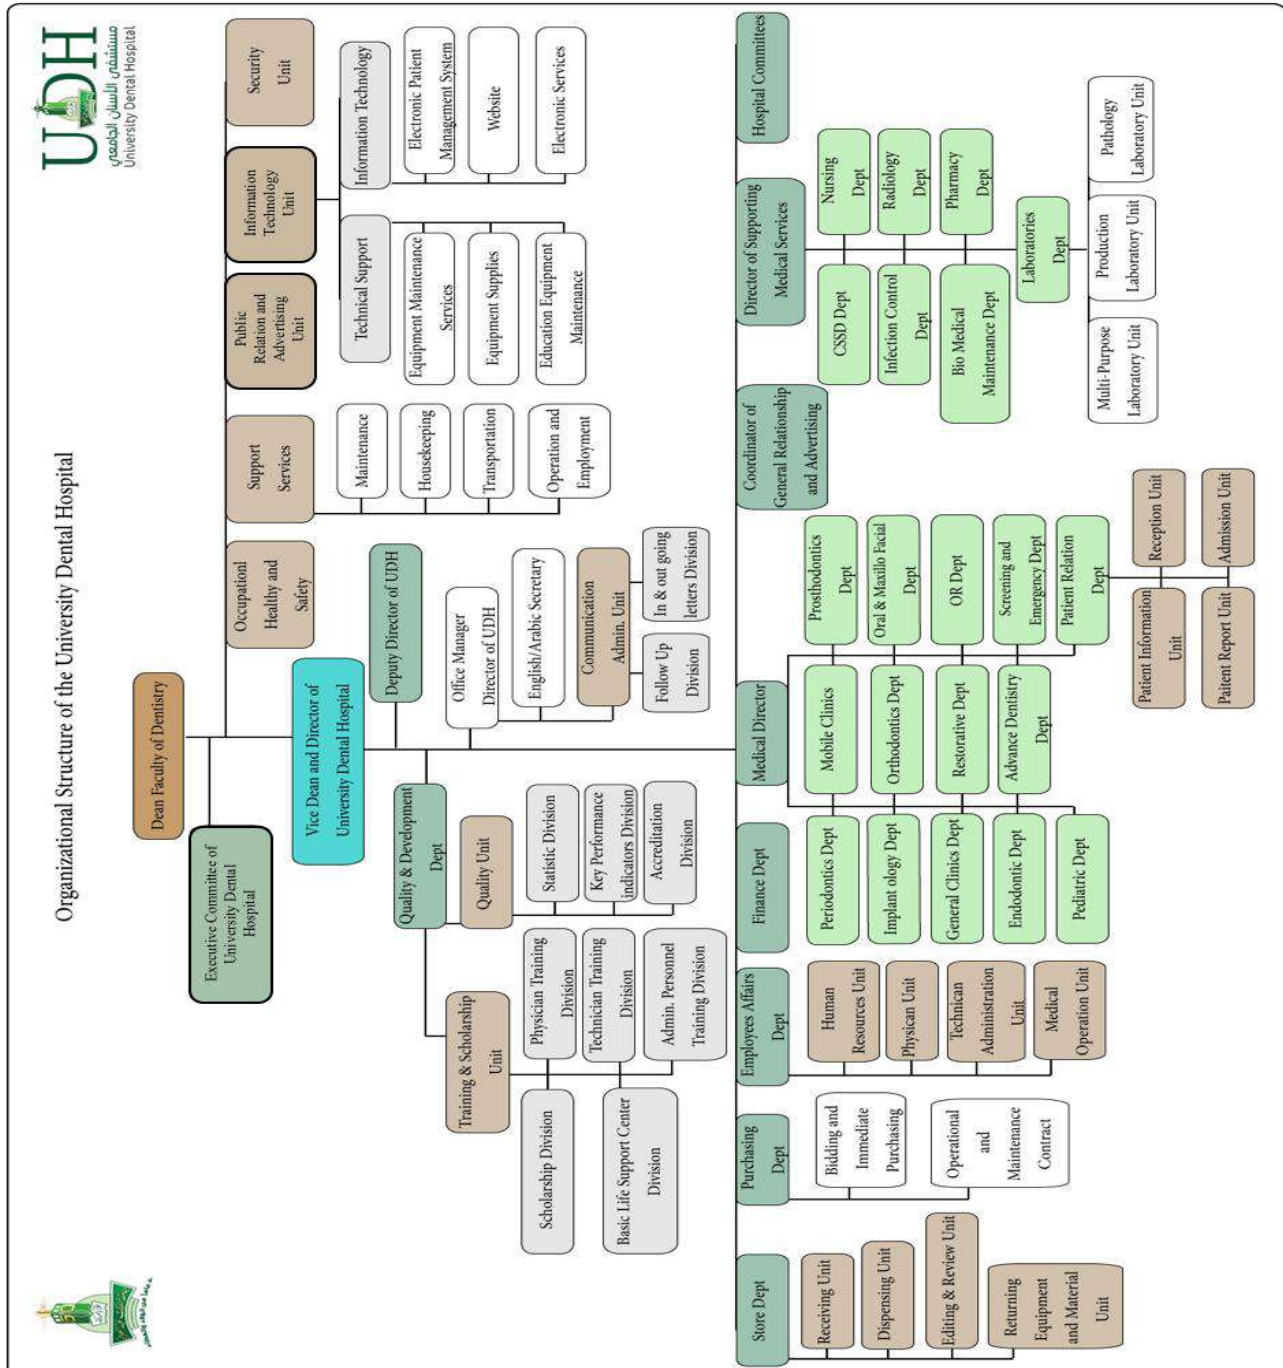 UDH
مستشفى الأسنان الجامعي
University Dental Hospital
Organizational Structure of the University Dental Hospital
Dean Faculty of Dentistry
Executive Committee of
University Dental
Hospital
Occupationl
Healthy and
Safety
Support
Services
Public
Relation and
Advertising
Unit
Information
Technology
Unit
Security
Unit
Maintenance
Housekeeping
Transportation
Operation and
Employment
Technical Support
Equipment Maintenance
Services
Equipment Supplies
Education Equipment
Maintenance
Information Technology
Electronic Patient
Management System
Website
Electronic Services
Vice Dean and Director of
University Dental Hospital
Deputy Director of UDH
Office Manager
Director of UDH
English/Arabic Secretary
Communication
Admin. Unit
Follow Up
Division
In & out going
letters Division
Quality & Development
Dept
Training & Scholarship
Unit
Scholarship Division
Physician Training
Division
Basic Life Support Center
Division
Technician Training
Division
Admin. Personnel
Training Division
Quality Unit
Statistic Division
Key Performance
indicators Division
Accreditation
Division
Store Dept
Receiving Unit
Dispensing Unit
Editing & Review Unit
Returning
Equipment
and Material Unit
Purchasing
Dept
Bidding and
Immediate
Purchasing
Operational
and
Maintenance
Contract
Employees Affairs
Dept
Human
Resources Unit
Physican Unit
Technican
Administration
Unit
Medical
Operation Unit
Finance Dept
Medical Director
Periodontics Dept
Mobile Clinics
Prosthodontics
Dept
Implant ology Dept
Orthodontics Dept
Oral & Maxillo Facial
Dept
General Clinics Dept
Restorative Dept
OR Dept
Endodontic Dept
Advance Dentistry
Dept
Screening and
Emergency Dept
Pediatric Dept
Patient Relation
Dept
Patient Information
Unit
Reception Unit
Paitent Report Unit
Admission Unit
Coordinator of
General Relationship
and Advertising
Director of Supporting
Medical Services
CSSD Dept
Nursing
Dept
Infection Control
Dept
Radiology
Dept
Bio Medical
Maintenance Dept
Pharmacy
Dept
Laboratories
Dept
Multi-Purpose
Laboratory Unit
Production
Laboratory Unit
Pathology
Laboratory Unit
Hospital Committees